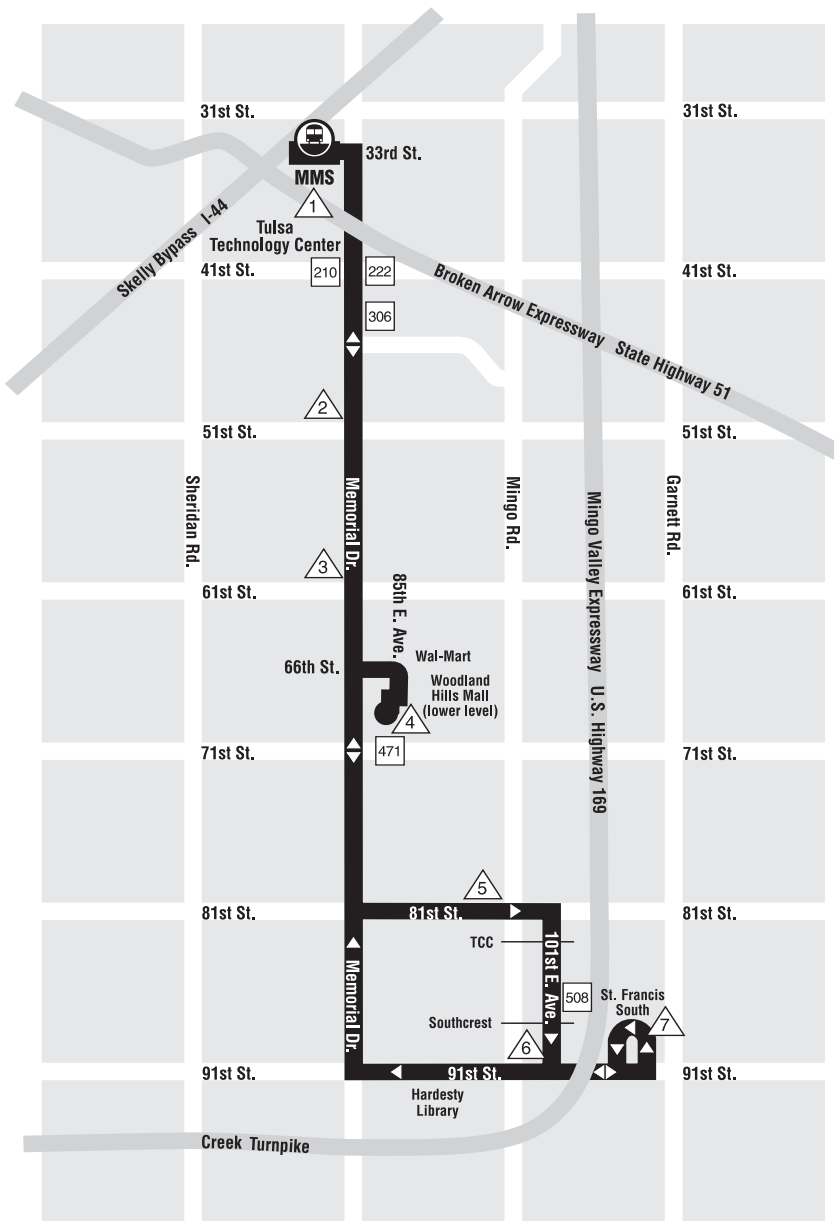 31st St.
31st St.
33rd St.
MMS
1
Skelly Bypass I-44
Tulsa
Technology Center
41st St.
210
222
41st St.
Broken Arrow Expressway State Highway 51
306
2
51st St.
51st St.
Sheridan Rd.
Memorial Dr.
Mingo Rd.
Mingo Valley Expressway U.S. Highway 169
Garnett Rd.
3
61st St.
61st St.
85th E. Ave.
66th St.
Wal-Mart
Woodland
Hills Mall
(lower level)
4
71st St.
471
71st St.
5
81st St.
81st St.
81st St.
TCC
101st E. Ave.
Memorial Dr.
508
St. Francis
South
7
Southcrest
6
91st St.
91st St.
91st St.
Hardesty
Library
Creek Turnpike